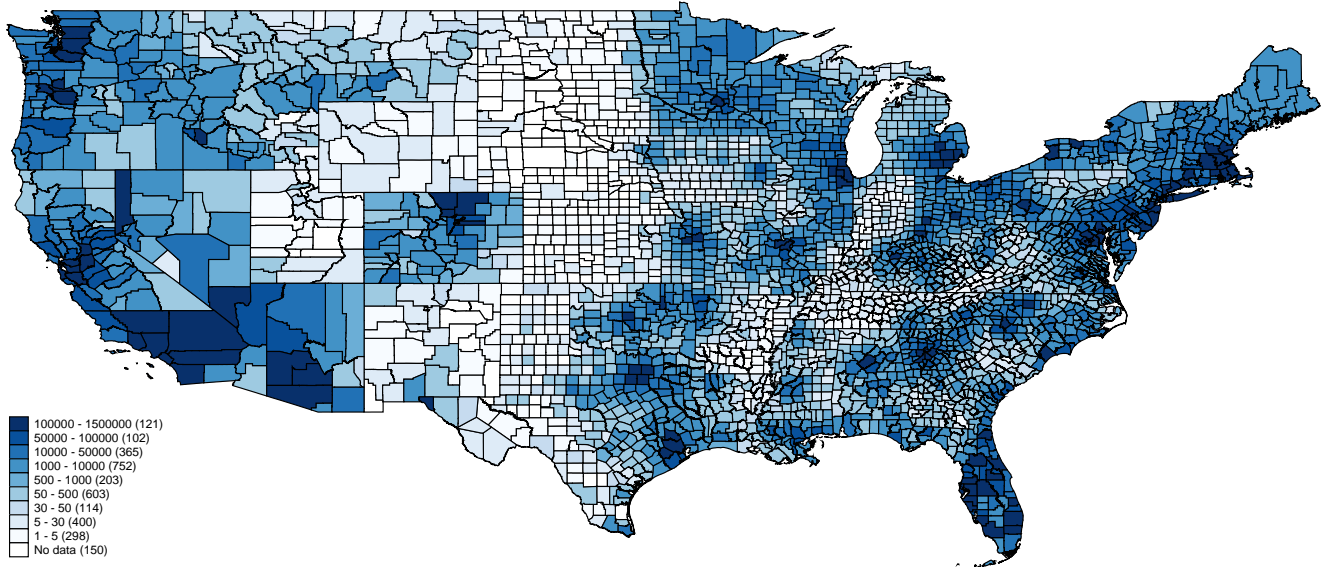 100000 - 1500000 (121)
50000 - 100000 (102)
10000 - 50000 (365)
1000 - 10000 (752)
500 - 1000 (203)
50 - 500 (603)
30 - 50 (114)
5 - 30 (400)
1 - 5 (298)
No data (150)